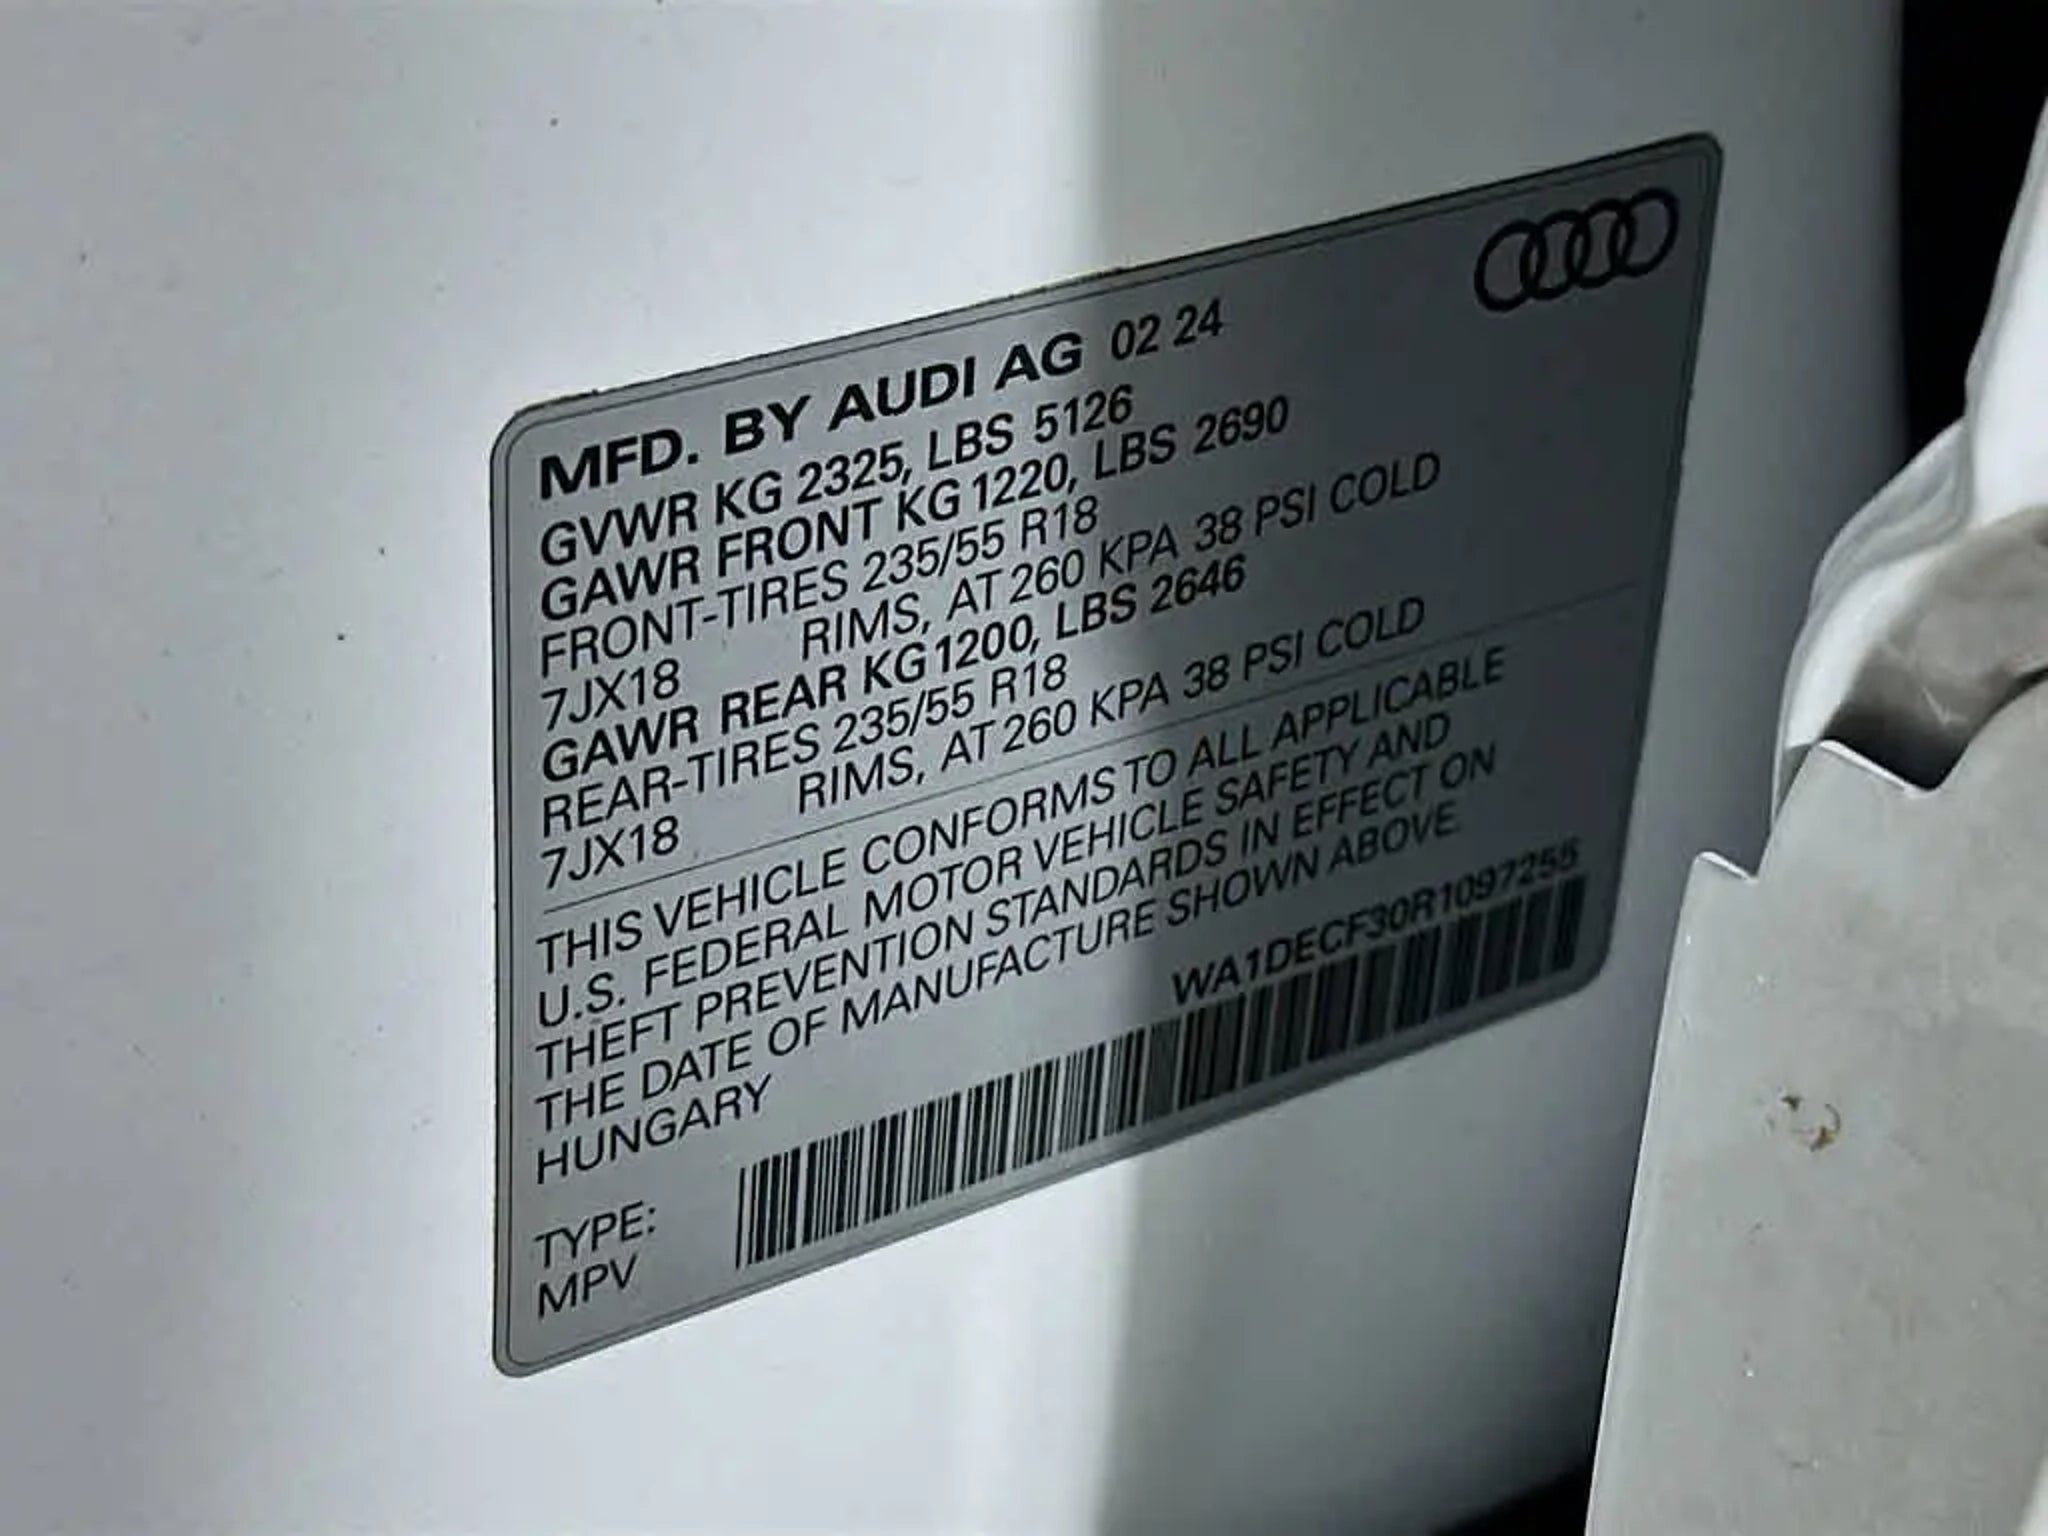 MFD. BY AUDI AG 02 24
GVWR KG 2325, LBS 5126
GAWR FRONT KG 1220, LBS 2690
FRONT-TIRES 235/55 R18
7JX18 RIMS, AT 260 KPA 38 PSI COLD
GAWR REAR KG 1200, LBS 2646
REAR-TIRES 235/55 R18
7JX18 RIMS, AT 260 KPA 38 PSI COLD
THIS VEHICLE CONFORMS TO ALL APPLICABLE
U.S. FEDERAL MOTOR VEHICLE SAFETY AND
THEFT PREVENTION STANDARDS IN EFFECT ON
THE DATE OF MANUFACTURE SHOWN ABOVE.
HUNGARY
WA1DECF30R1097255
TYPE:
MPV